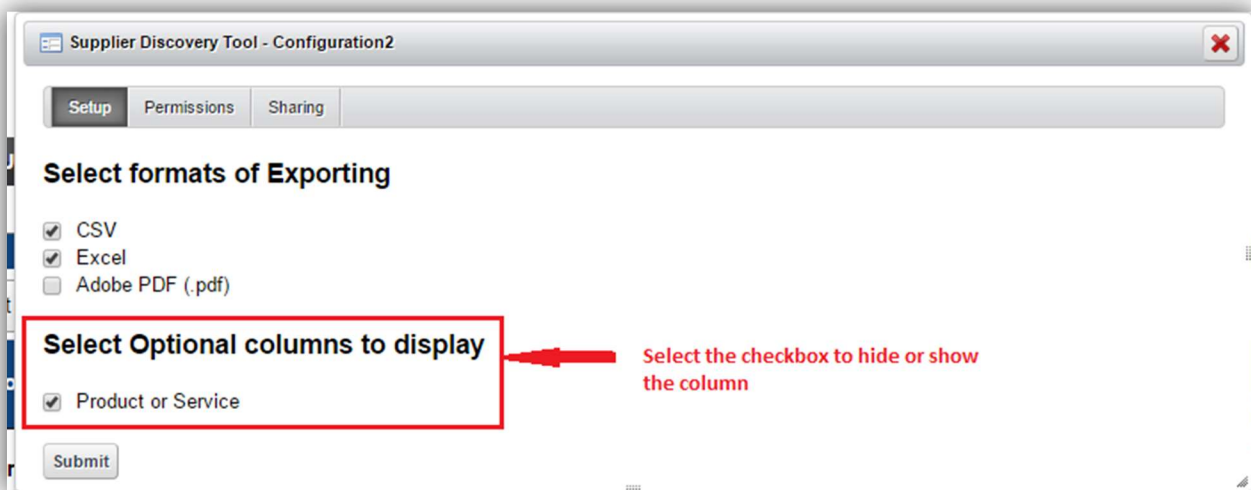 Supplier Discovery Tool - Configuration2
Setup Permissions Sharing
Select formats of Exporting
CSV
Excel
Adobe PDF (.pdf)
Select Optional columns to display
Select the checkbox to hide or show
the column
Product or Service
Submit